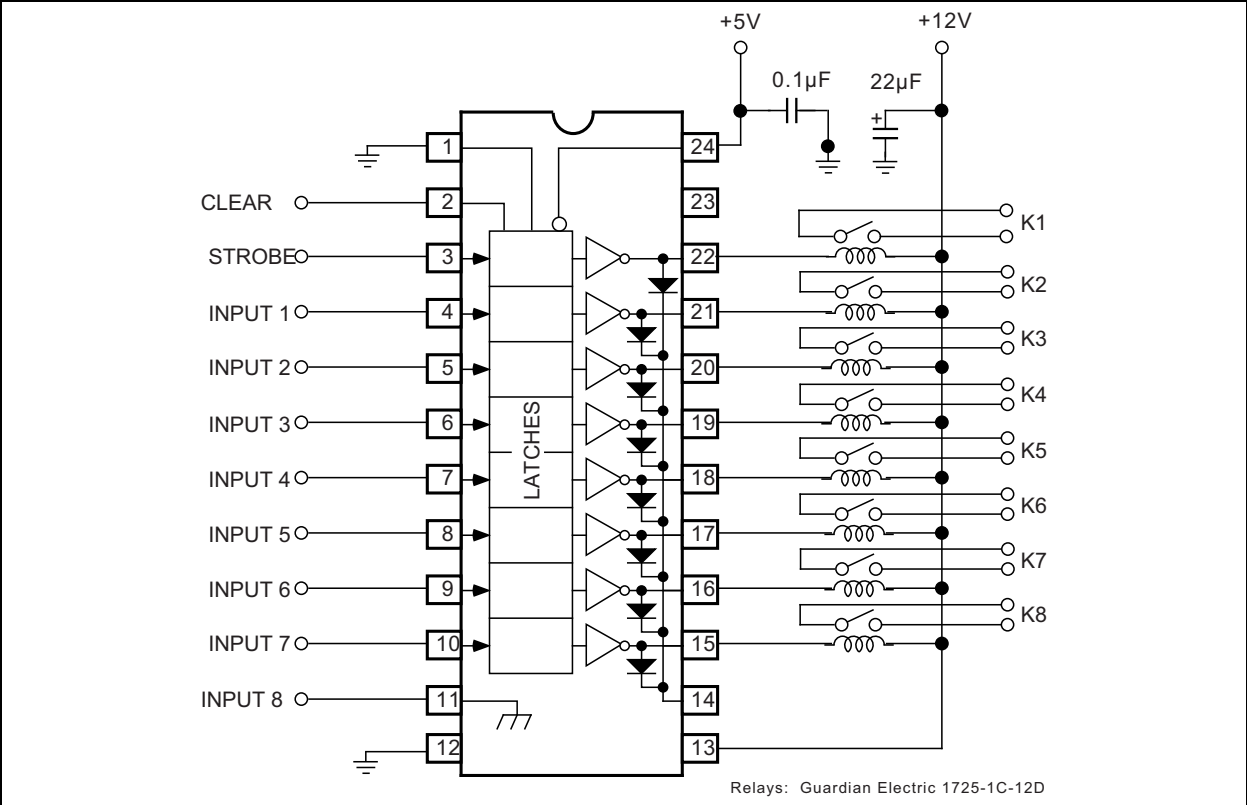 +5V
+12V
0.1µF
22µF
+
1
24
CLEAR
2
23
K1
STROBE
3
22
K2
INPUT 1
4
21
K3
INPUT 2
5
20
K4
INPUT 3
6
LATCHES
19
K5
INPUT 4
7
18
K6
INPUT 5
8
17
K7
INPUT 6
9
16
K8
INPUT 7
10
15
INPUT 8
11
14
12
13
Relays: Guardian Electric 1725-1C-12D